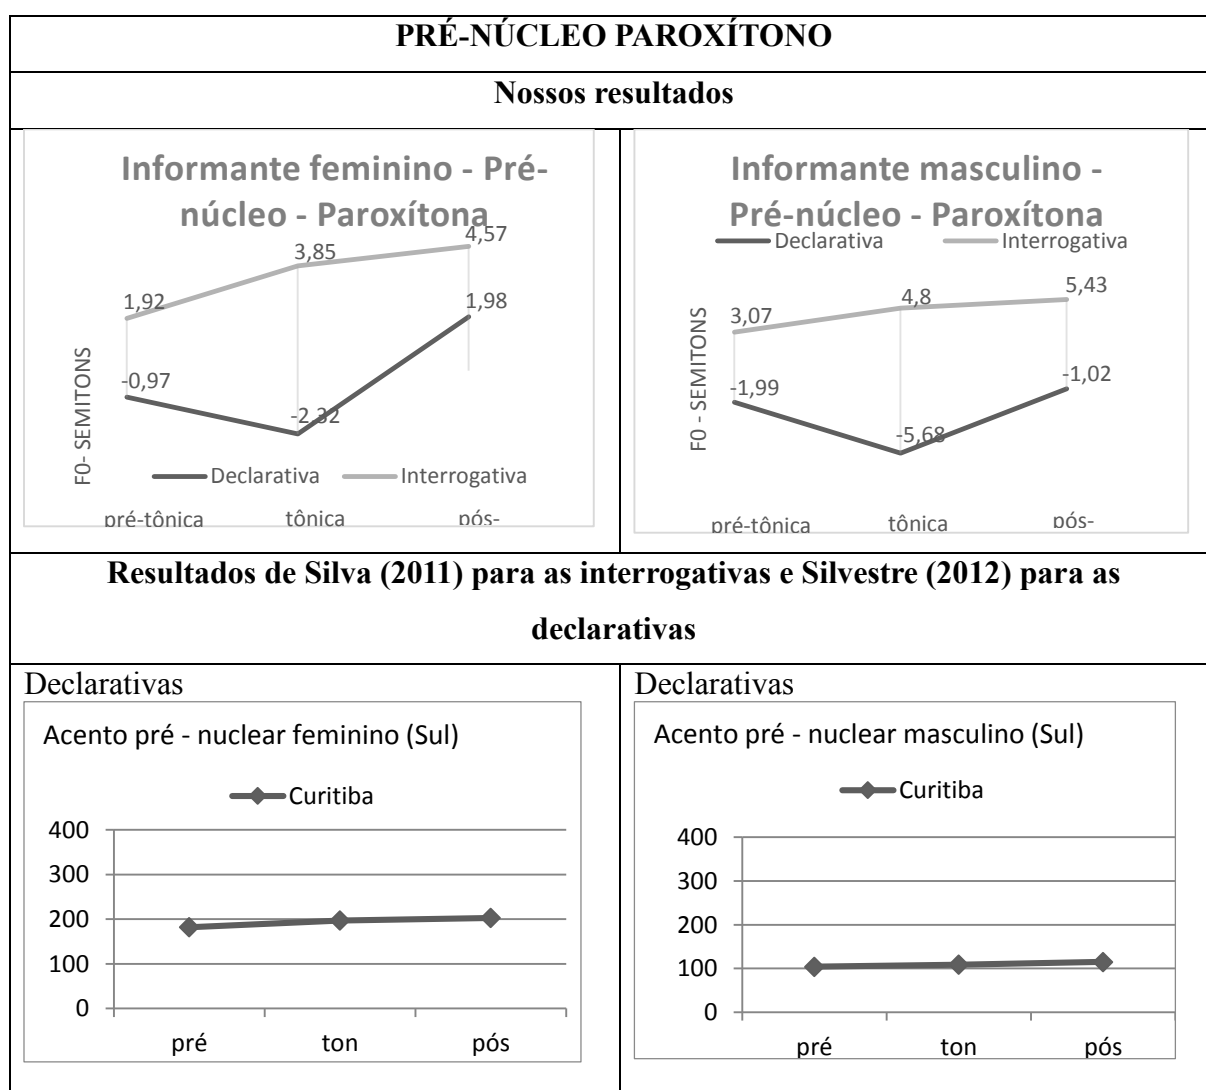 PRÉ-NÚCLEO PAROXÍTONO
Nossos resultados
Informante feminino - Pré-
núcleo - Paroxítona
4,57
3,85
1,92
1,98
-0,97
-2,32
F0- SEMITONS
Declarativa
Interrogativa
pré-tônica
tônica
pós-
Informante masculino -
Pré-núcleo - Paroxítona
Declarativa
Interrogativa
5,43
4,8
3,07
-1,02
-1,99
-5,68
F0 - SEMITONS
pré-tônica
tônica
pós-
Resultados de Silva (2011) para as interrogativas e Silvestre (2012) para as
declarativas
Declarativas
Acento pré - nuclear feminino (Sul)
Curitiba
400
300
200
100
0
pré
ton
pós
Declarativas
Acento pré - nuclear masculino (Sul)
Curitiba
400
300
200
100
0
pré
ton
pós